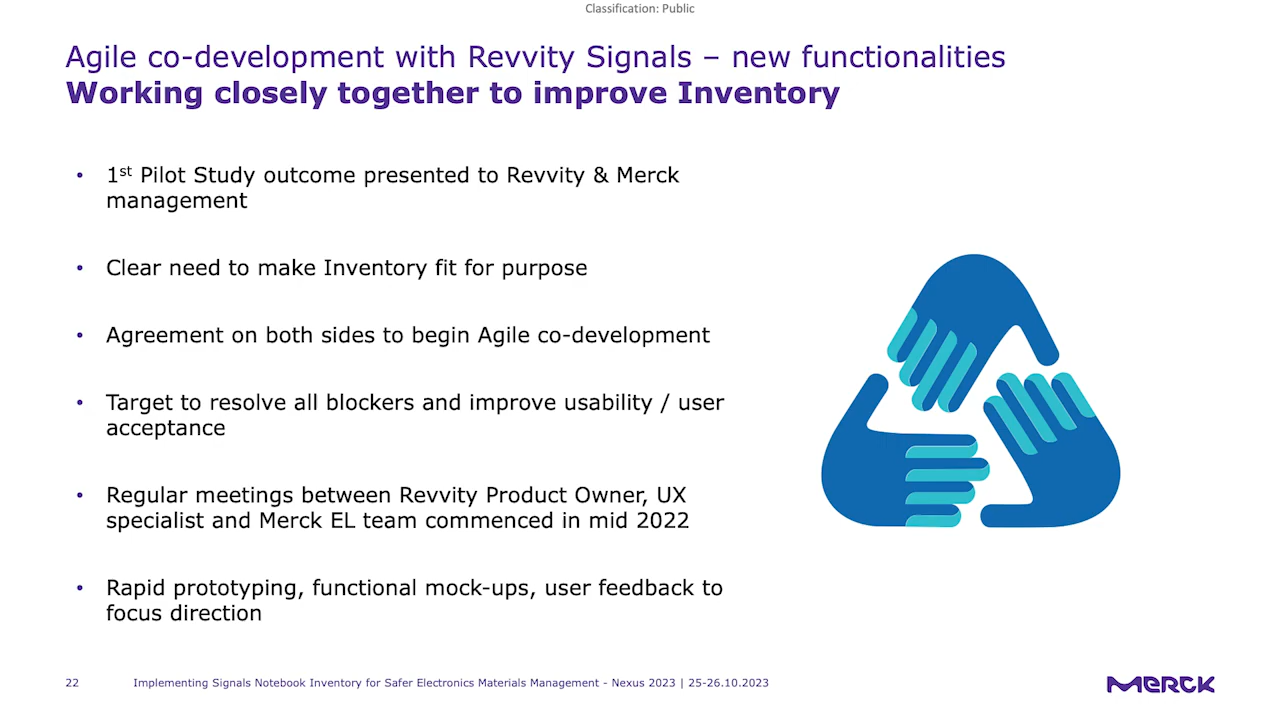 Classification: Public
Agile co-development with Revvity Signals – new functionalities
Working closely together to improve Inventory
• 1st Pilot Study outcome presented to Revvity & Merck
management
• Clear need to make Inventory fit for purpose
• Agreement on both sides to begin Agile co-development
• Target to resolve all blockers and improve usability / user
acceptance
• Regular meetings between Revvity Product Owner, UX
specialist and Merck EL team commenced in mid 2022
• Rapid prototyping, functional mock-ups, user feedback to
focus direction
22 Implementing Signals Notebook Inventory for Safer Electronics Materials Management - Nexus 2023 | 25-26.10.2023
MERCK